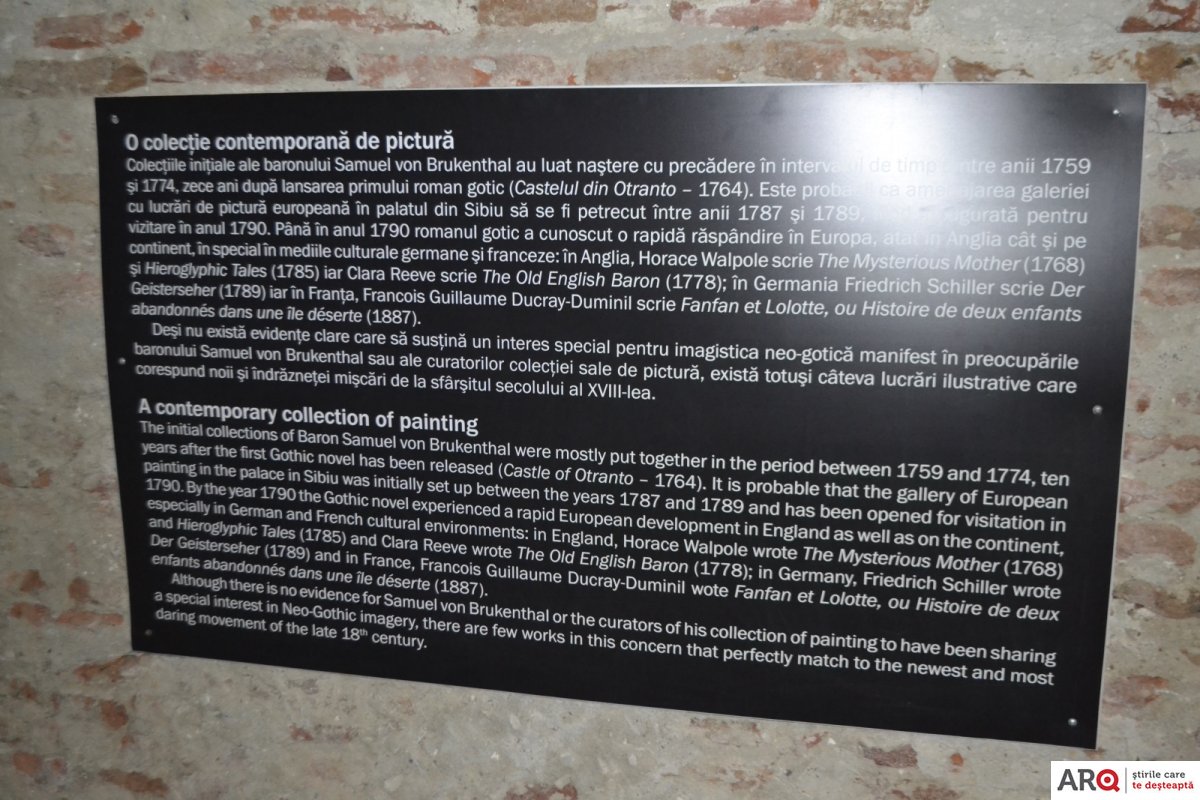 O colecție contemporană de pictură
Colecțiile inițiale ale baronului Samuel von Brukenthal au luat naștere cu precădere în intervalul de timp dintre anii 1759
și 1774, zece ani după lansarea primului roman gotic (Castelul din Otranto – 1764). Este probabil ca amenajarea galeriei
cu lucrări de pictură europeană în palatul din Sibiu să se fi petrecut între anii 1787 și 1789, inaugurată pentru
vizitare în anul 1790. Până în anul 1790 romanul gotic a cunoscut o rapidă răspândire în Europa, atât în Anglia cât și pe
continent, în special în mediile culturale germane și franceze: în Anglia, Horace Walpole scrie The Mysterious Mother (1768)
și Hieroglyphic Tales (1785) iar Clara Reeve scrie The Old English Baron (1778); în Germania Friedrich Schiller scrie Der
Geisterseher (1789) iar în Franța, Francois Guillaume Ducray-Duminil scrie Fanfan et Lolotte, ou Histoire de deux enfants
abandonnés dans une île déserte (1887).
Deși nu există evidențe clare care să susțină un interes special pentru imagistica neo-gotică manifest în preocupările
baronului Samuel von Brukenthal sau ale curatorilor colecției sale de pictură, există totuși câteva lucrări ilustrative care
corespund noii și îndrăzneței mișcări de la sfârșitul secolului al XVIII-lea.
A contemporary collection of painting
The initial collections of Baron Samuel von Brukenthal were mostly put together in the period between 1759 and 1774, ten
years after the first Gothic novel has been released (Castle of Otranto – 1764). It is probable that the gallery of European
painting in the palace in Sibiu was initially set up between the years 1787 and 1789 and has been opened for visitation in
1790. By the year 1790 the Gothic novel experienced a rapid European development in England as well as on the continent,
especially in German and French cultural environments: in England, Horace Walpole wrote The Mysterious Mother (1768)
and Hieroglyphic Tales (1785) and Clara Reeve wrote The Old English Baron (1778); in Germany, Friedrich Schiller wrote
Der Geisterseher (1789) and in France, Francois Guillaume Ducray-Duminil wote Fanfan et Lolotte, ou Histoire de deux
enfants abandonnés dans une île déserte (1887).
Although there is no evidence for Samuel von Brukenthal or the curators of his collection of painting to have been sharing
a special interest in Neo-Gothic imagery, there are few works in this concern that perfectly match to the newest and most
daring movement of the late 18th century.
ARQ
știrile care
te deșteaptă